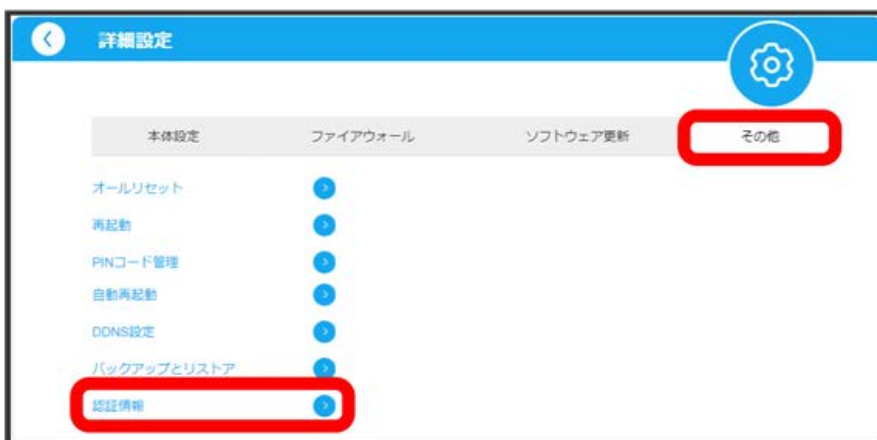 詳細設定
本体設定 ファイアウォール ソフトウェア更新 その他
オールリセット
再起動
PINコード管理
自動再起動
DDNS設定
バックアップとリストア
認証情報